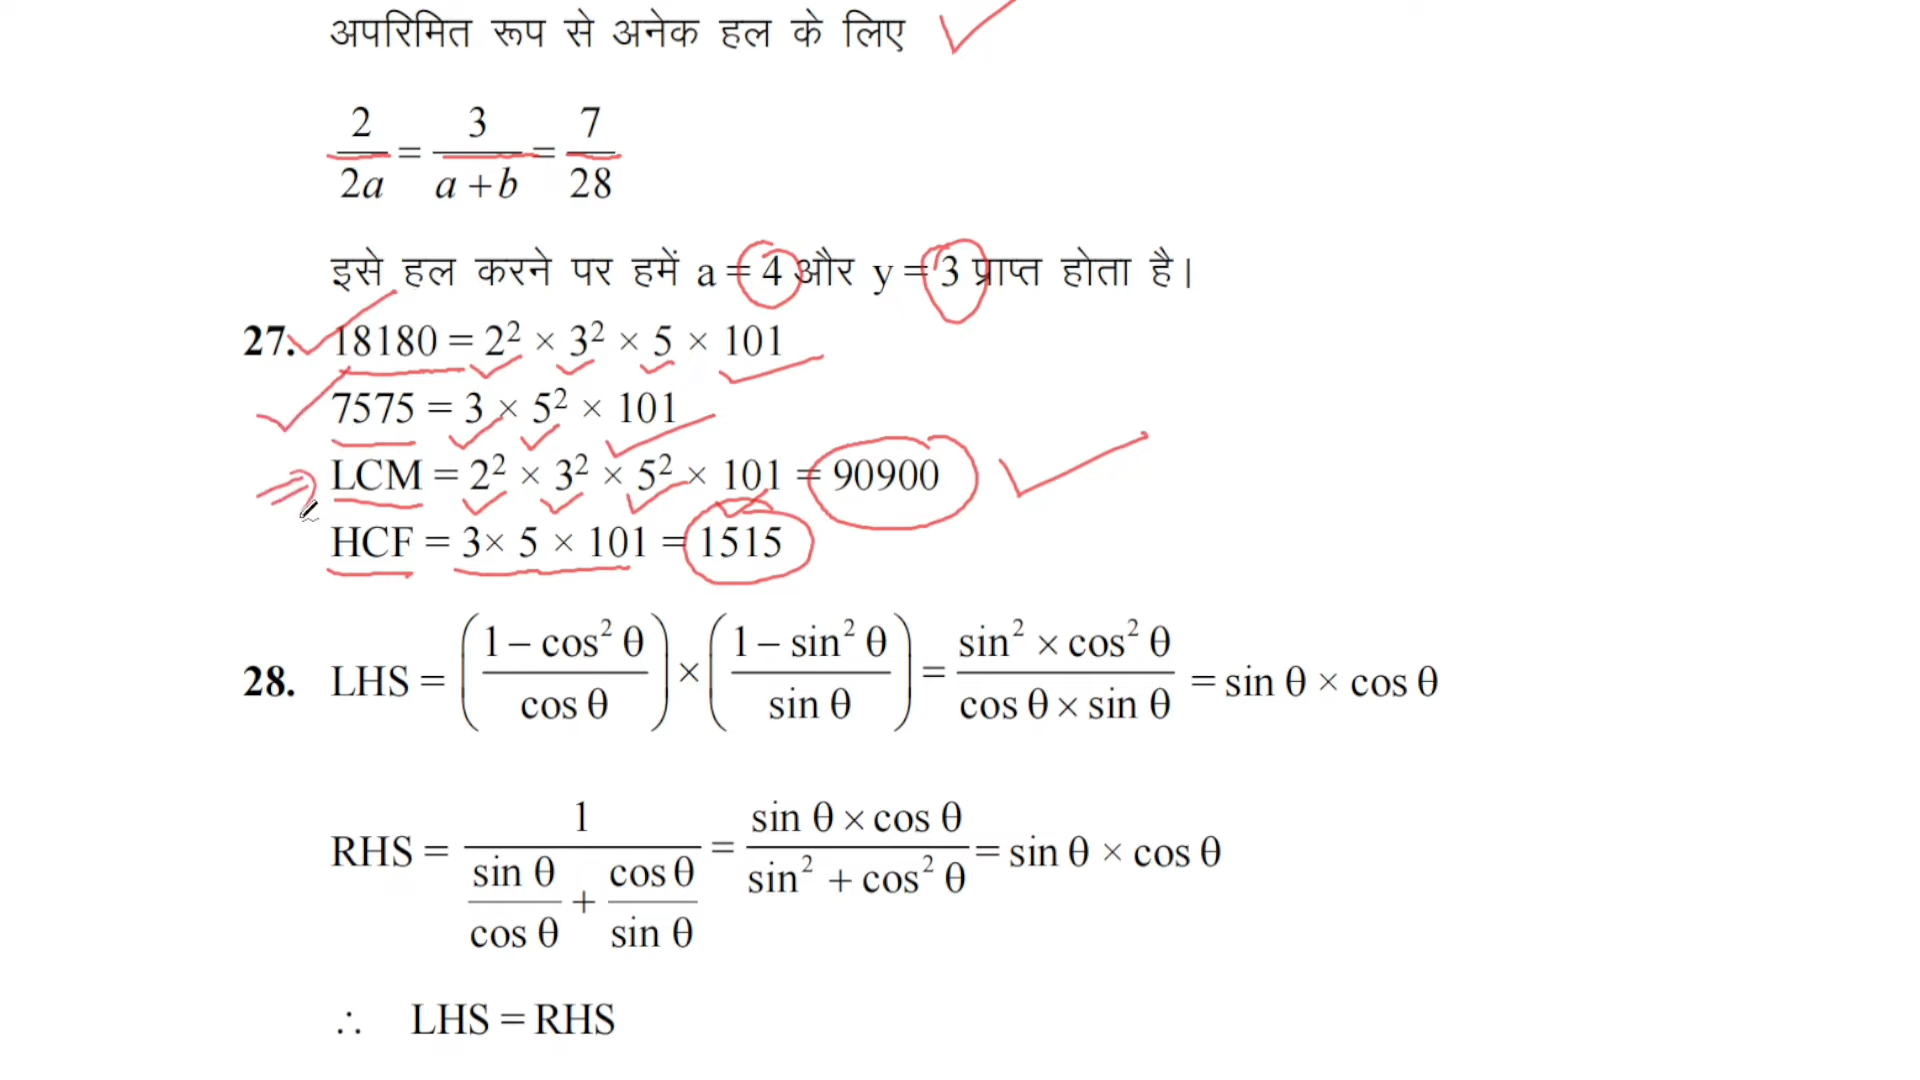 अपरिमित रूप से अनेक हल के लिए
2/2a = 3/(a+b) = 7/28
इसे हल करने पर हमें a = 4 और y = 3 प्राप्त होता है।
27. 18180 = 2² × 3² × 5 × 101
7575 = 3 × 5² × 101
LCM = 2² × 3² × 5² × 101 = 90900
HCF = 3× 5 × 101 = 1515
28. LHS = ((1 – cos² θ)/(cos θ)) × ((1 – sin² θ)/(sin θ)) = (sin² × cos² θ)/(cos θ × sin θ) = sin θ × cos θ
RHS = 1/((sin θ)/(cos θ) + (cos θ)/(sin θ)) = (sin θ × cos θ)/(sin² + cos² θ) = sin θ × cos θ
∴ LHS = RHS